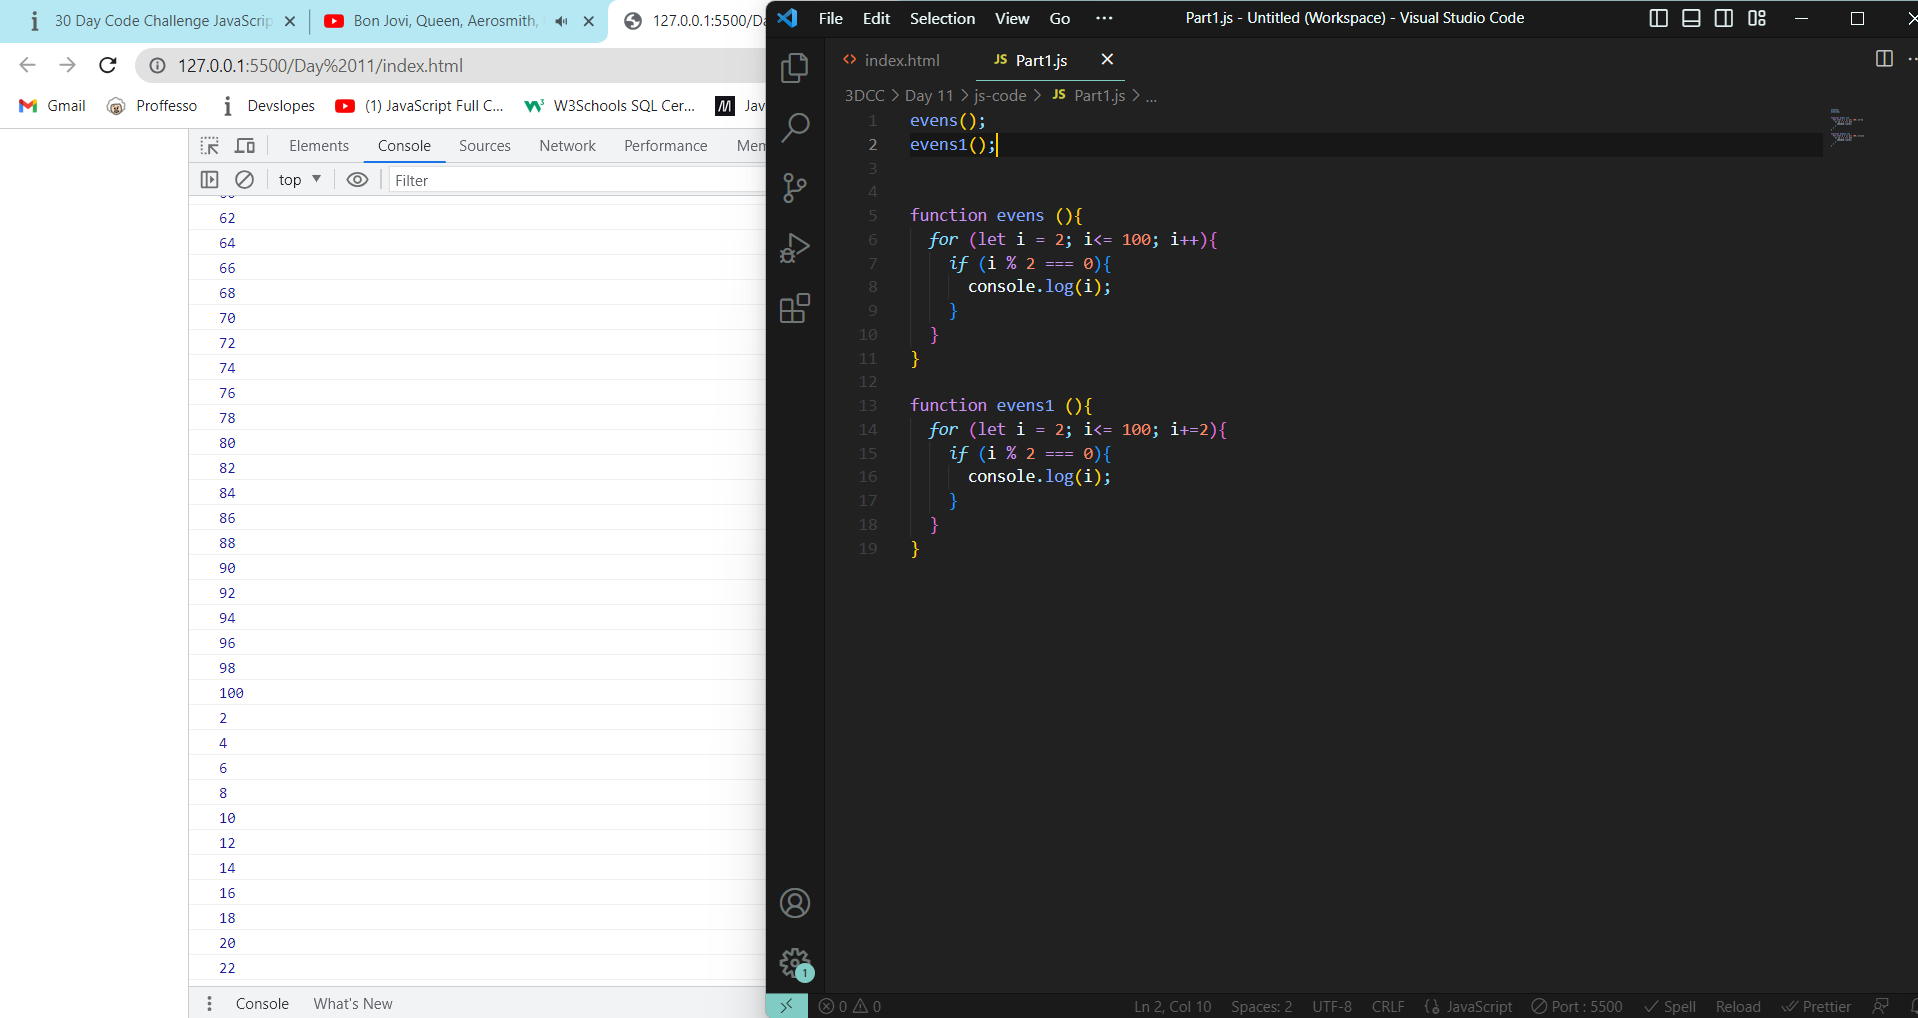 30 Day Code Challenge JavaScrip
Bon Jovi, Queen, Aerosmith,
127.0.0.1:5500/Da
127.0.0.1:5500/Day%2011/index.html
Gmail
Proffesso
Devslopes
(1) JavaScript Full C...
W3Schools SQL Cer...
Jav
Elements
Console
Sources
Network
Performance
Mem
top
Filter
62
64
66
68
70
72
74
76
78
80
82
84
86
88
90
92
94
96
98
100
2
4
6
8
10
12
14
16
18
20
22
Console
What's New
File Edit Selection View Go ···
Part1.js - Untitled (Workspace) - Visual Studio Code
index.html
JS Part1.js
3DCC > Day 11 > js-code > JS Part1.js > ...
1 evens();
2 evens1();
3
4
5 function evens (){
6 for (let i = 2; i<= 100; i++){
7 if (i % 2 === 0){
8 console.log(i);
9 }
10 }
11 }
12
13 function evens1 (){
14 for (let i = 2; i<= 100; i+=2){
15 if (i % 2 === 0){
16 console.log(i);
17 }
18 }
19 }
1
0 0
Ln 2, Col 10 Spaces: 2 UTF-8 CRLF {} JavaScript Port : 5500 Spell Reload Prettier